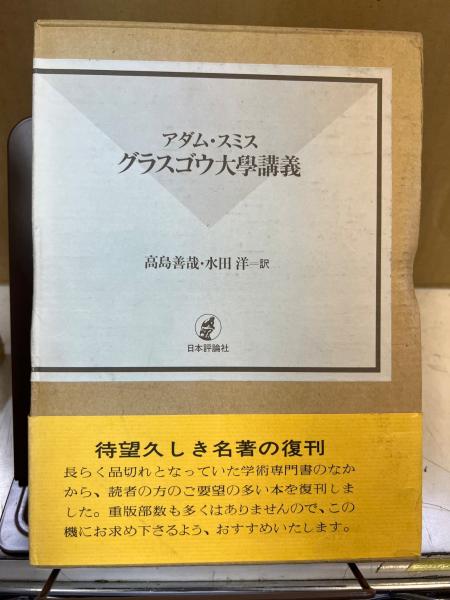 アダム・スミス
グラスゴウ大學講義
高島善哉・水田 洋＝訳
日本評論社
待望久しき名著の復刊
長らく品切れとなっていた学術専門書のなか
から、読者の方のご要望の多い本を復刊しま
した。重版部数も多くはありませんので、この
機にお求め下さるよう、おすすめいたします。